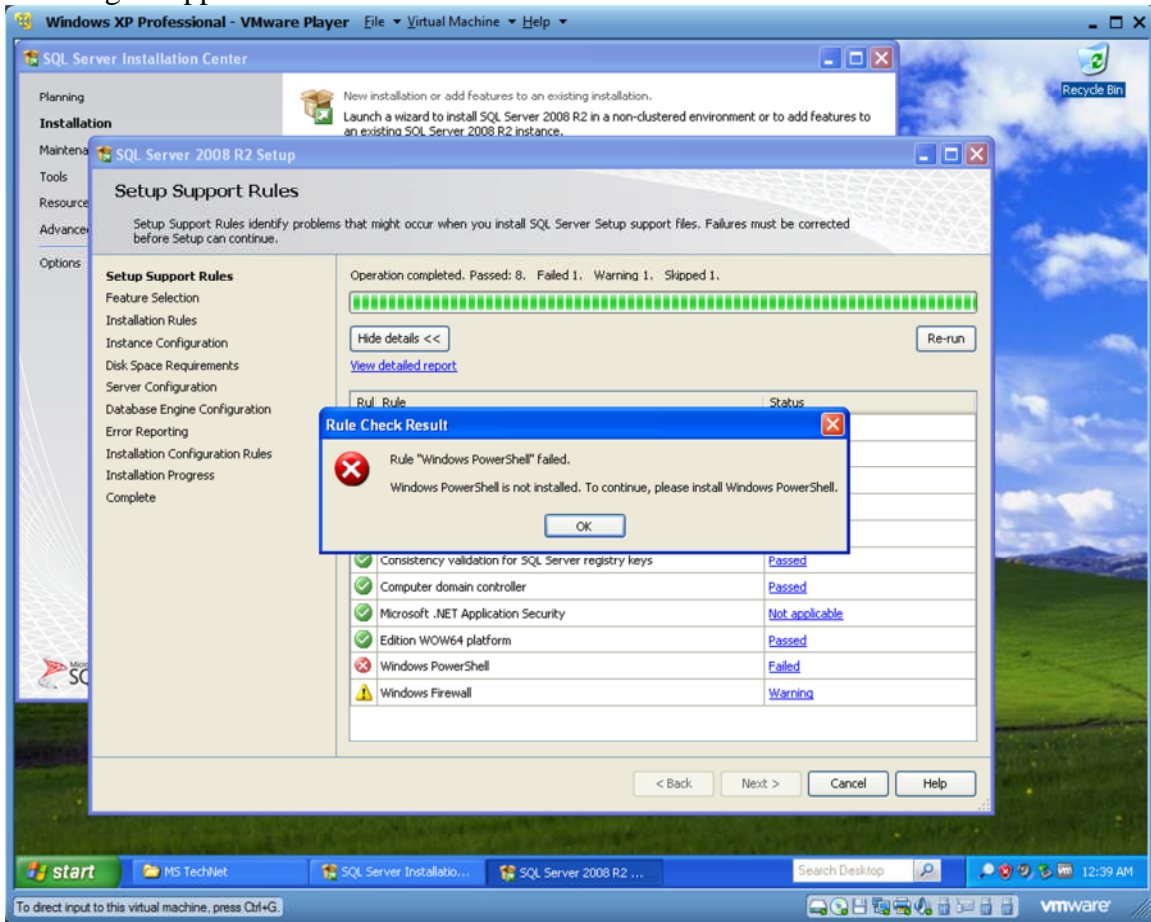 Windows XP Professional - VMware Player File Virtual Machine Help
SQL Server Installation Center
Recycle Bin
Planning
Installation
Maintena
Tools
Resource
Advance
Options
New installation or add features to an existing installation.
Launch a wizard to install SQL Server 2008 R2 in a non-clustered environment or to add features to
an existing SQL Server 2008 R2 instance.
SQL Server 2008 R2 Setup
Setup Support Rules
Setup Support Rules identify problems that might occur when you install SQL Server Setup support files. Failures must be corrected
before Setup can continue.
Setup Support Rules
Feature Selection
Installation Rules
Instance Configuration
Disk Space Requirements
Server Configuration
Database Engine Configuration
Error Reporting
Installation Configuration Rules
Installation Progress
Complete
Operation completed. Passed: 8. Failed 1. Warning 1. Skipped 1.
Hide details << Re-run
View detailed report
Rul Rule Status
Rule Check Result
Rule "Windows PowerShell" failed.
Windows PowerShell is not installed. To continue, please install Windows PowerShell.
OK
Consistency validation for SQL Server registry keys Passed
Computer domain controller Passed
Microsoft .NET Application Security Not applicable
Edition WOW64 platform Passed
Windows PowerShell Failed
Windows Firewall Warning
< Back Next > Cancel Help
start MS TechNet SQL Server Installatio... SQL Server 2008 R2 ... Search Desktop 12:39 AM
To direct input to this virtual machine, press Ctrl+G. vmware